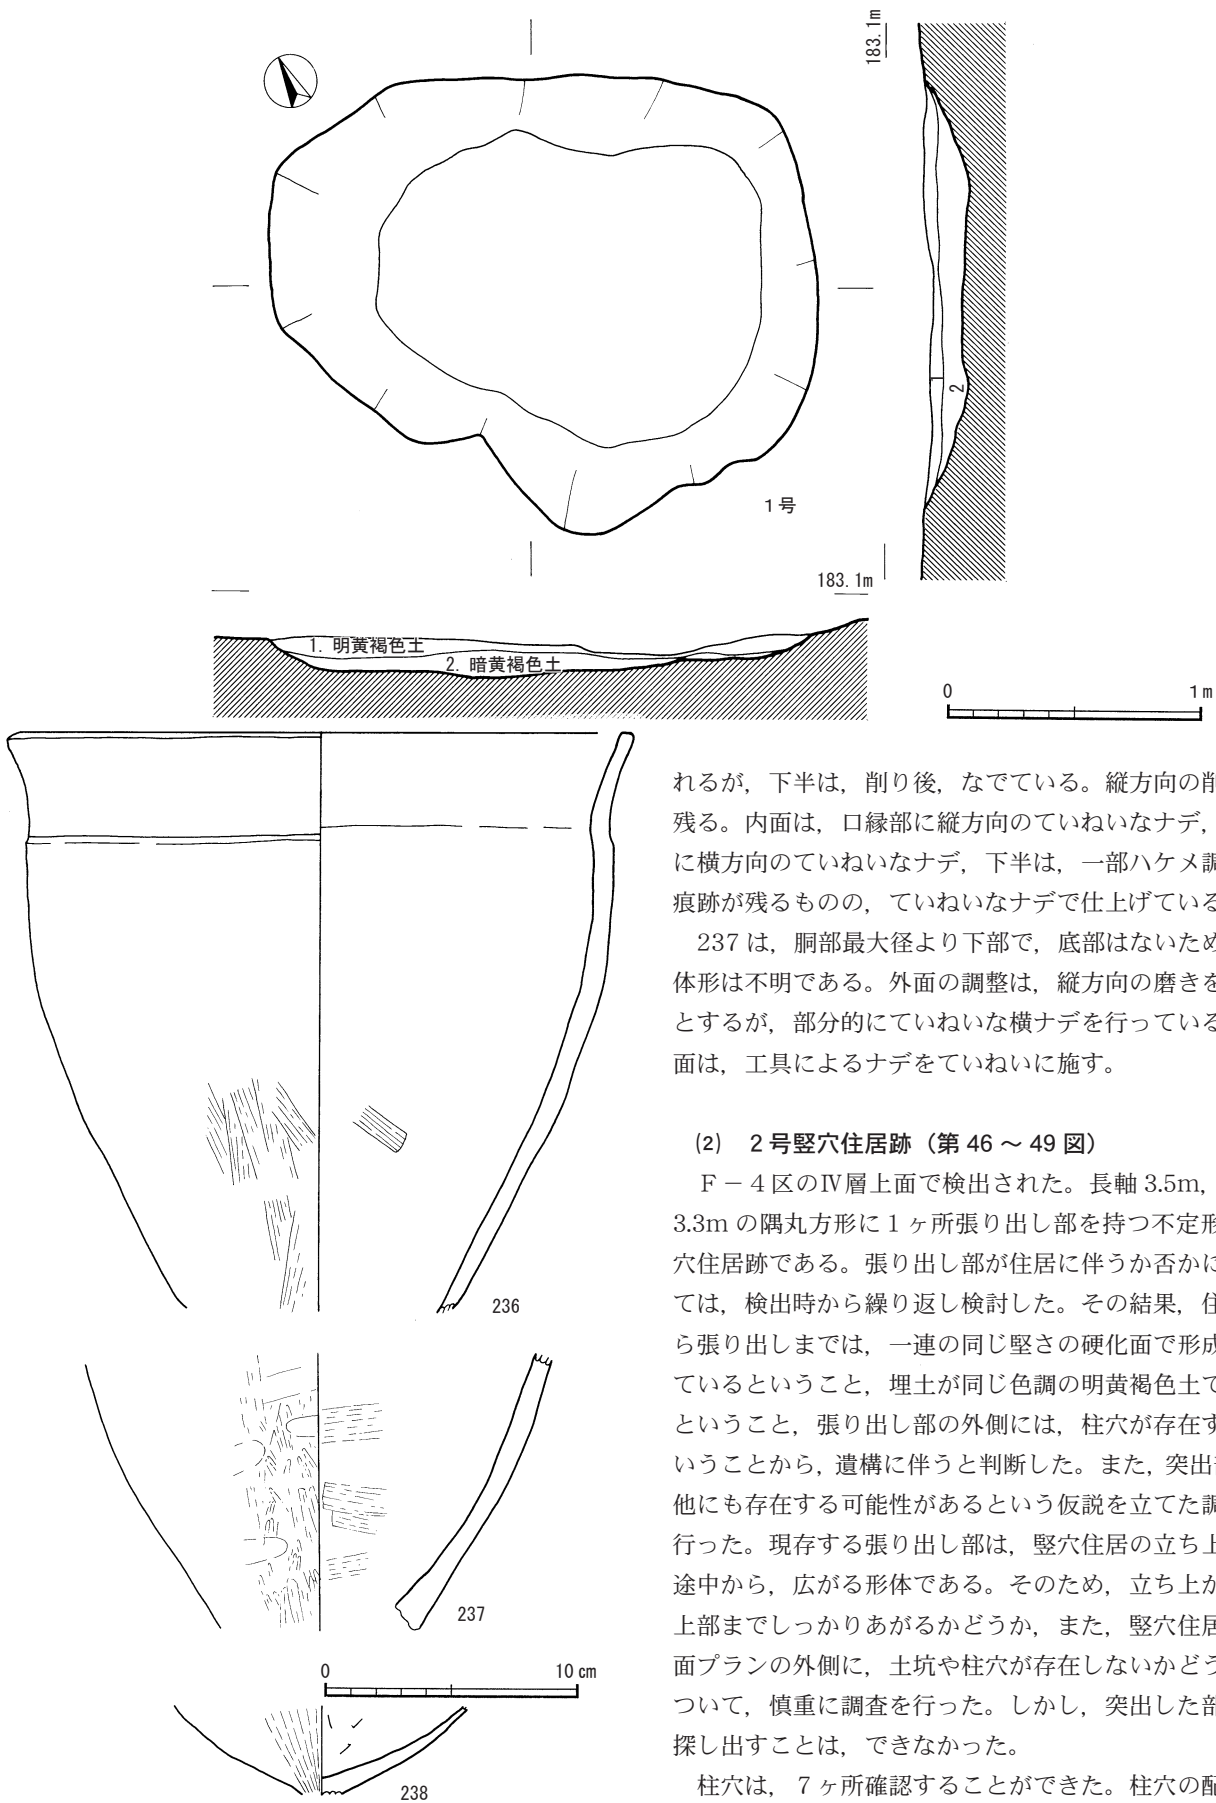 183.1m
1号
2
183.1m
1. 明黄褐色土
2. 暗黄褐色土
0 1m
236
237
0 10cm
238
れるが，下半は，削り後，なでている。縦方向の削
残る。内面は，口縁部に縦方向のていねいなナデ，
に横方向のていねいなナデ，下半は，一部ハケメ調
痕跡が残るものの，ていねいなナデで仕上げている
237 は，胴部最大径より下部で，底部はないため
体形は不明である。外面の調整は，縦方向の磨きを
とするが，部分的にていねいな横ナデを行っている
面は，工具によるナデをていねいに施す。
(2) 2号竪穴住居跡（第 46 ～ 49 図）
Ｆ－４区のⅣ層上面で検出された。長軸 3.5m，
3.3m の隅丸方形に１ヶ所張り出し部を持つ不定形
穴住居跡である。張り出し部が住居に伴うか否かに
ては，検出時から繰り返し検討した。その結果，住
ら張り出しまでは，一連の同じ堅さの硬化面で形成
ているということ，埋土が同じ色調の明黄褐色土で
ということ，張り出し部の外側には，柱穴が存在す
いうことから，遺構に伴うと判断した。また，突出
他にも存在する可能性があるという仮説を立てた調
行った。現存する張り出し部は，竪穴住居の立ち上
途中から，広がる形体である。そのため，立ち上が
上部までしっかりあがるかどうか，また，竪穴住居
面プランの外側に，土坑や柱穴が存在しないかどう
ついて，慎重に調査を行った。しかし，突出した部
探し出すことは，できなかった。
柱穴は，７ヶ所確認することができた。柱穴の配